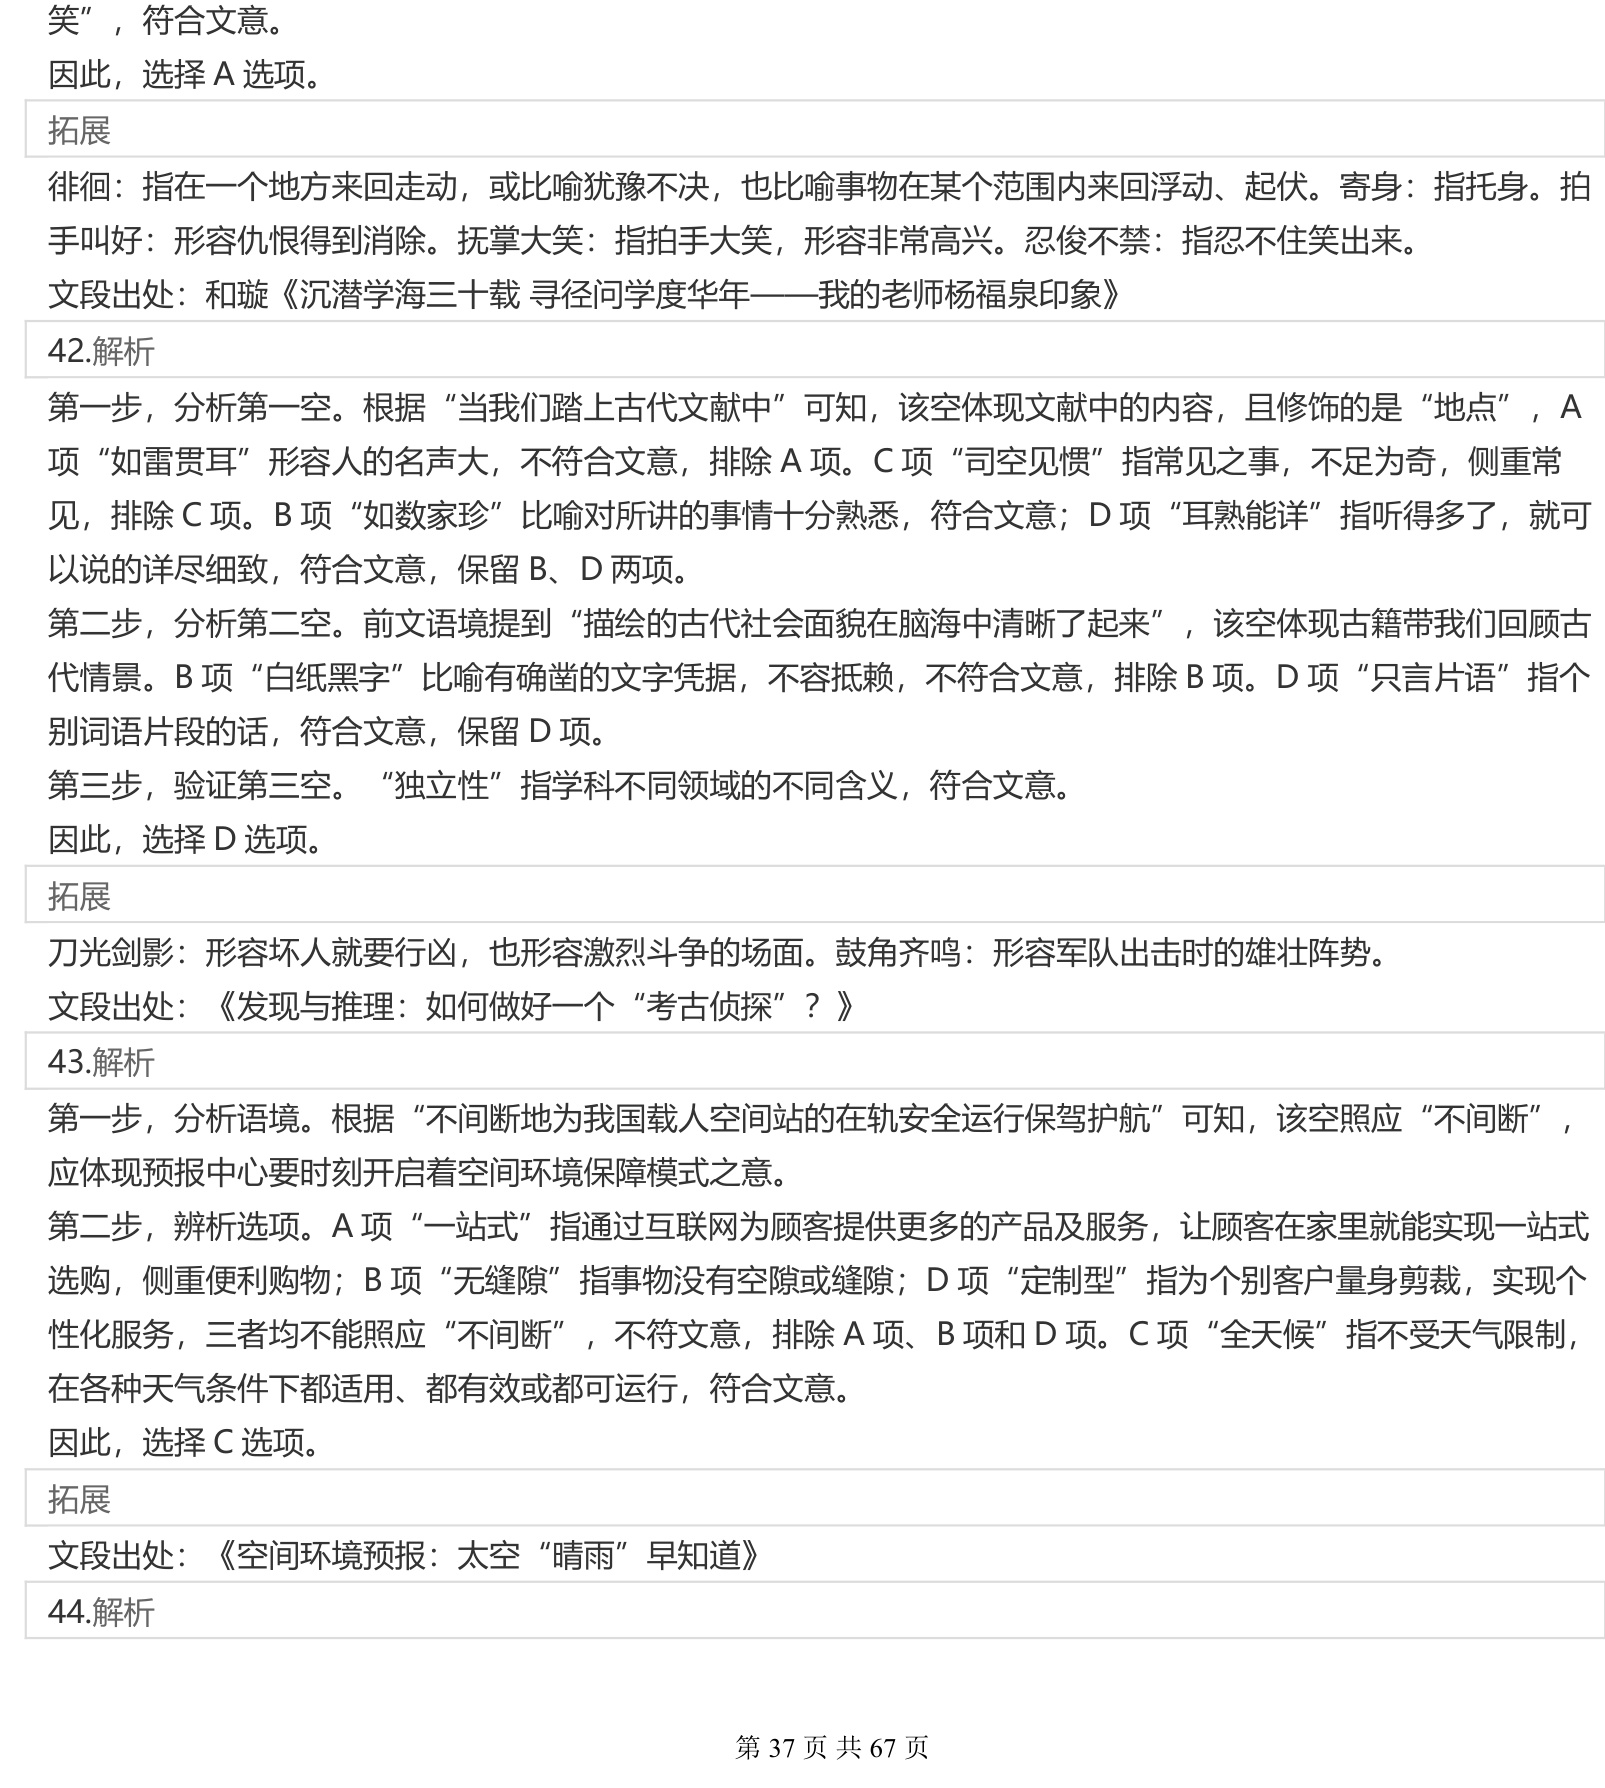 笑”，符合文意。
因此，选择 A 选项。
拓展
徘徊：指在一个地方来回走动，或比喻犹豫不决，也比喻事物在某个范围内来回浮动、起伏。寄身：指托身。拍
手叫好：形容仇恨得到消除。抚掌大笑：指拍手大笑，形容非常高兴。忍俊不禁：指忍不住笑出来。
文段出处：和璇《沉潜学海三十载 寻径问学度华年——我的老师杨福泉印象》
42.解析
第一步，分析第一空。根据“当我们踏上古代文献中”可知，该空体现文献中的内容，且修饰的是“地点”，A
项“如雷贯耳”形容人的名声大，不符合文意，排除 A 项。C 项“司空见惯”指常见之事，不足为奇，侧重常
见，排除 C 项。B 项“如数家珍”比喻对所讲的事情十分熟悉，符合文意；D 项“耳熟能详”指听得多了，就可
以说的详尽细致，符合文意，保留 B、D 两项。
第二步，分析第二空。前文语境提到“描绘的古代社会面貌在脑海中清晰了起来”，该空体现古籍带我们回顾古
代情景。B 项“白纸黑字”比喻有确凿的文字凭据，不容抵赖，不符合文意，排除 B 项。D 项“只言片语”指个
别词语片段的话，符合文意，保留 D 项。
第三步，验证第三空。“独立性”指学科不同领域的不同含义，符合文意。
因此，选择 D 选项。
拓展
刀光剑影：形容坏人就要行凶，也形容激烈斗争的场面。鼓角齐鸣：形容军队出击时的雄壮阵势。
文段出处：《发现与推理：如何做好一个“考古侦探”？》
43.解析
第一步，分析语境。根据“不间断地为我国载人空间站的在轨安全运行保驾护航”可知，该空照应“不间断”，
应体现预报中心要时刻开启着空间环境保障模式之意。
第二步，辨析选项。A 项“一站式”指通过互联网为顾客提供更多的产品及服务，让顾客在家里就能实现一站式
选购，侧重便利购物；B 项“无缝隙”指事物没有空隙或缝隙；D 项“定制型”指为个别客户量身剪裁，实现个
性化服务，三者均不能照应“不间断”，不符文意，排除 A 项、B 项和 D 项。C 项“全天候”指不受天气限制，
在各种天气条件下都适用、都有效或都可运行，符合文意。
因此，选择 C 选项。
拓展
文段出处：《空间环境预报：太空“晴雨”早知道》
44.解析
第 37 页 共 67 页